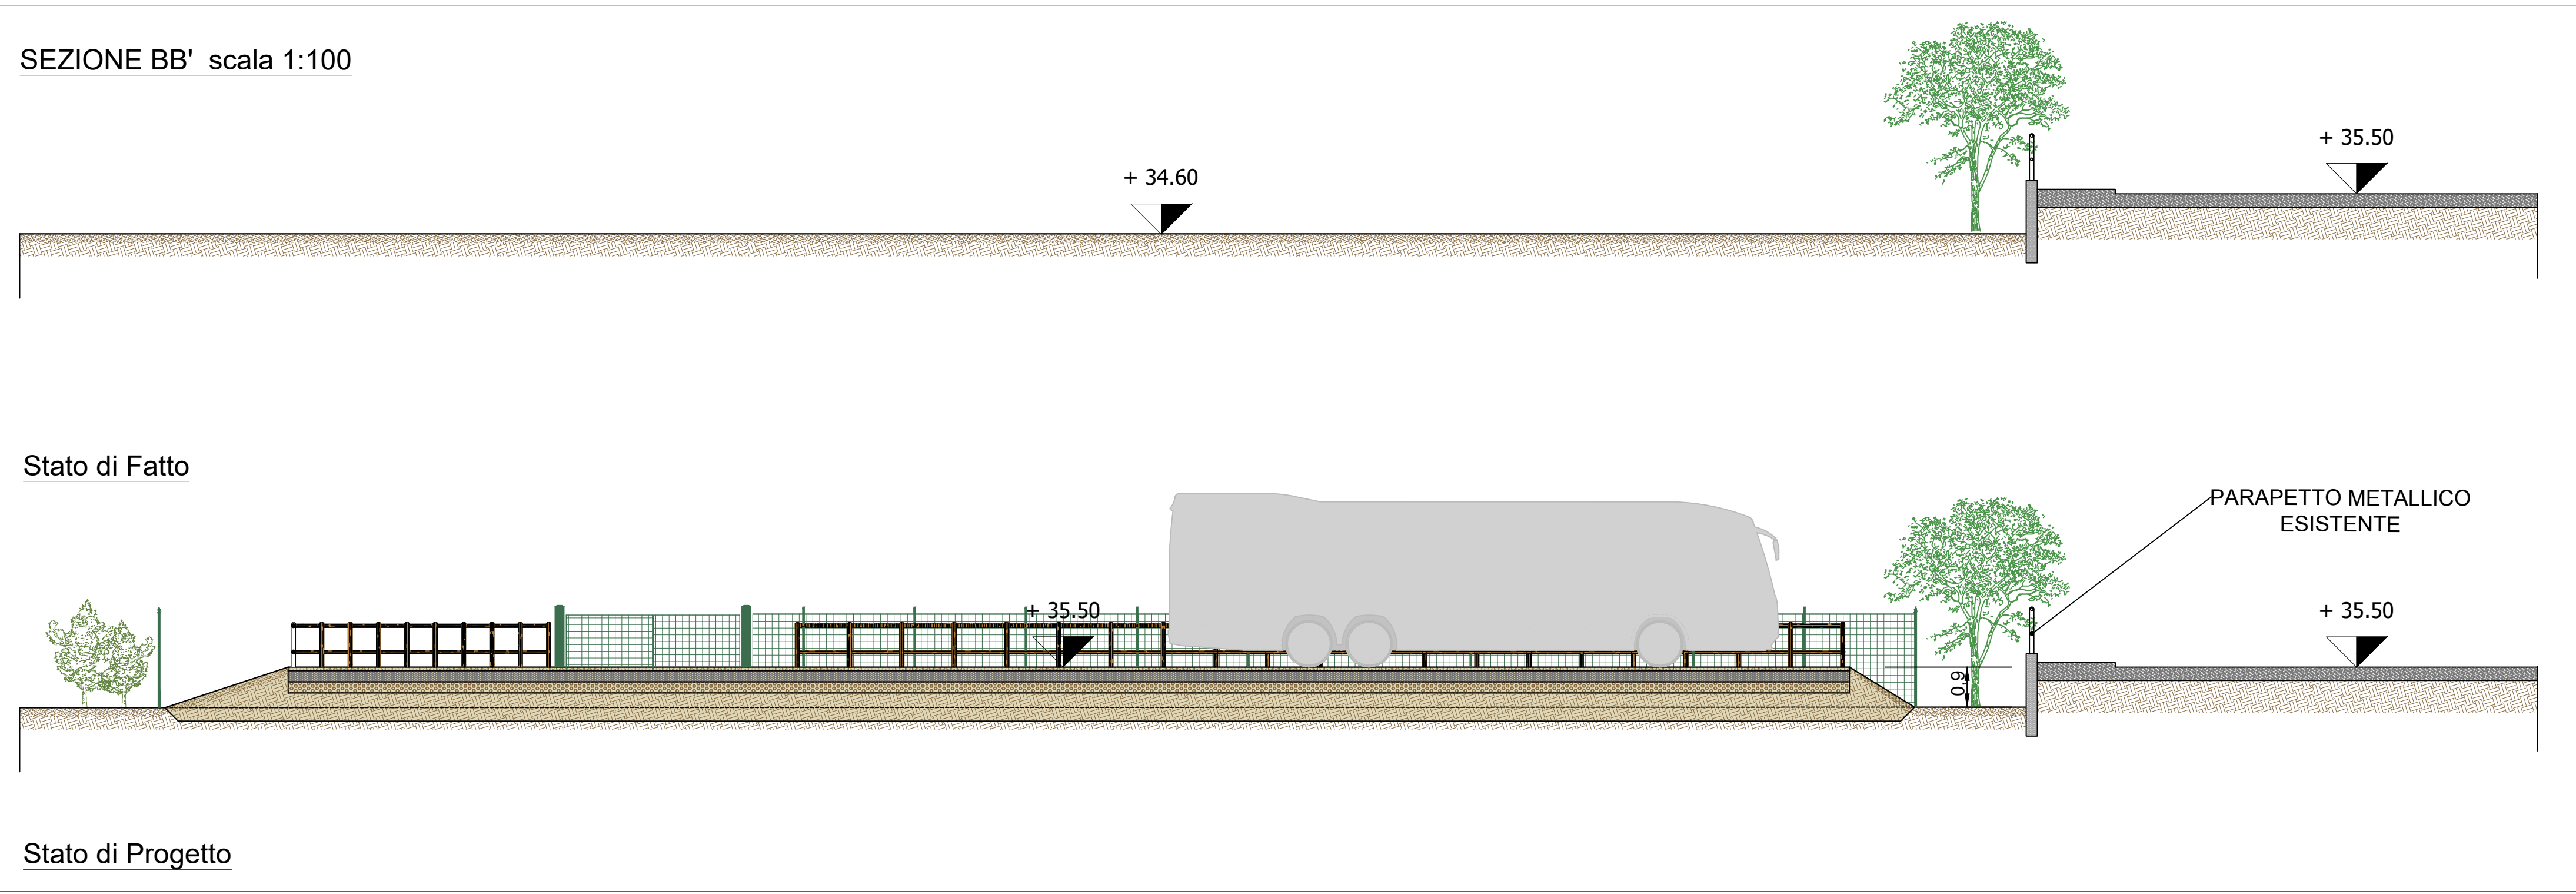 SEZIONE BB' scala 1:100
+ 35.50
+ 34.60
Stato di Fatto
PARAPETTO METALLICO
ESISTENTE
+ 35.50
+ 35.50
0,9
Stato di Progetto